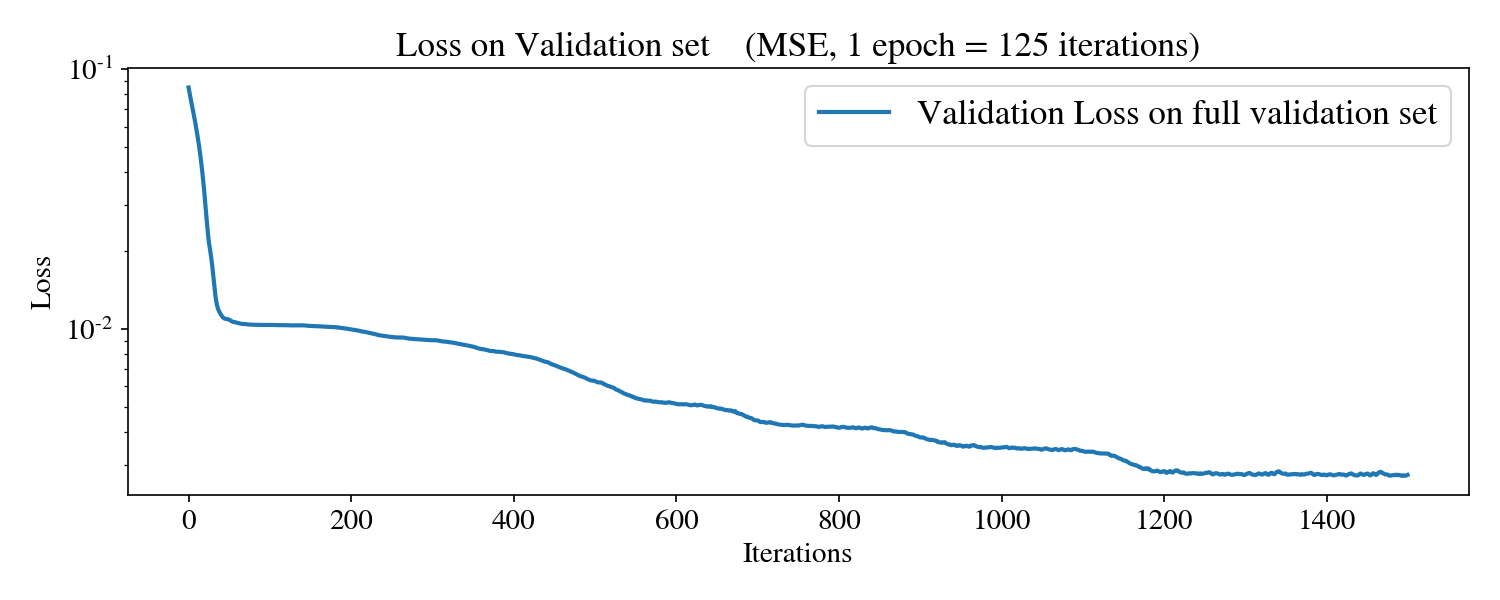 Loss on Validation set (MSE, 1 epoch = 125 iterations)
10⁻¹
Validation Loss on full validation set
Loss
10⁻²
0 200 400 600 800 1000 1200 1400
Iterations